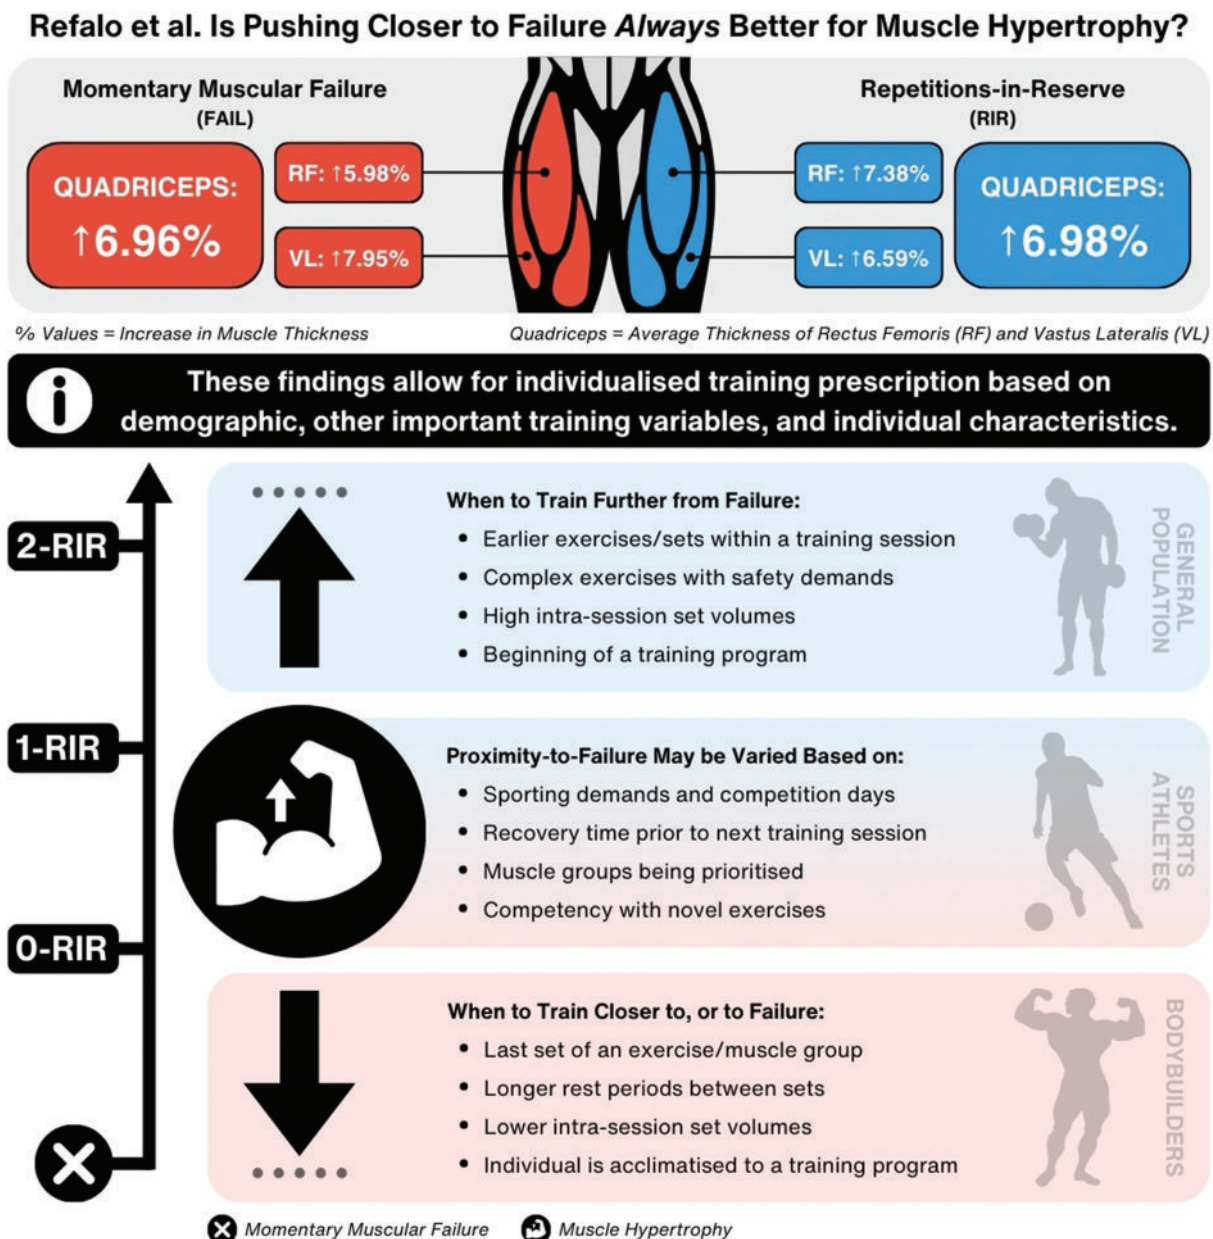 Refalo et al. Is Pushing Closer to Failure Always Better for Muscle Hypertrophy?
Momentary Muscular Failure
(FAIL)
QUADRICEPS:
↑6.96%
RF: ↑5.98%
VL: ↑7.95%
Repetitions-in-Reserve
(RIR)
RF: ↑7.38%
VL: ↑6.59%
QUADRICEPS:
↑6.98%
% Values = Increase in Muscle Thickness
Quadriceps = Average Thickness of Rectus Femoris (RF) and Vastus Lateralis (VL)
i
These findings allow for individualised training prescription based on
demographic, other important training variables, and individual characteristics.
2-RIR
1-RIR
0-RIR
When to Train Further from Failure:
• Earlier exercises/sets within a training session
• Complex exercises with safety demands
• High intra-session set volumes
• Beginning of a training program
GENERAL
POPULATION
Proximity-to-Failure May be Varied Based on:
• Sporting demands and competition days
• Recovery time prior to next training session
• Muscle groups being prioritised
• Competency with novel exercises
SPORTS
ATHLETES
When to Train Closer to, or to Failure:
• Last set of an exercise/muscle group
• Longer rest periods between sets
• Lower intra-session set volumes
• Individual is acclimatised to a training program
BODYBUILDERS
Momentary Muscular Failure
Muscle Hypertrophy